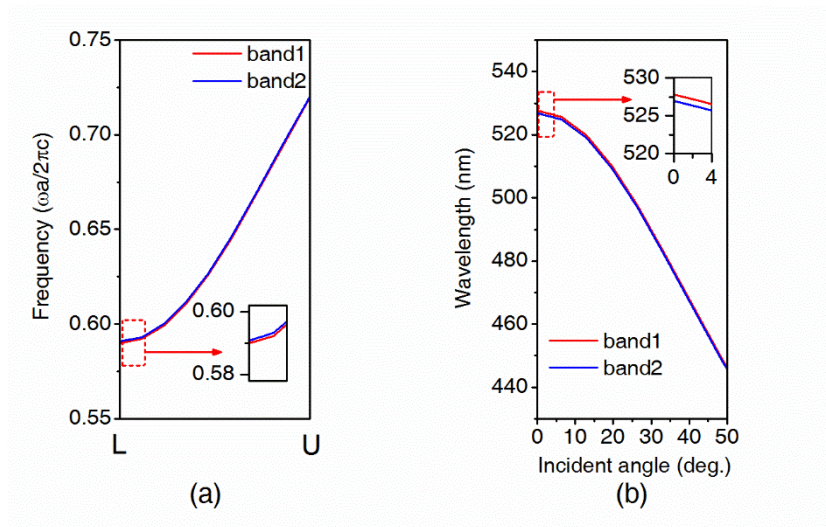 0.75
0.70
0.65
0.60
0.55
Frequency (ωa/2πc)
band1
band2
0.60
0.58
L
U
(a)
540
520
500
480
460
440
Wavelength (nm)
530
525
520
0
4
band1
band2
0
10
20
30
40
50
Incident angle (deg.)
(b)